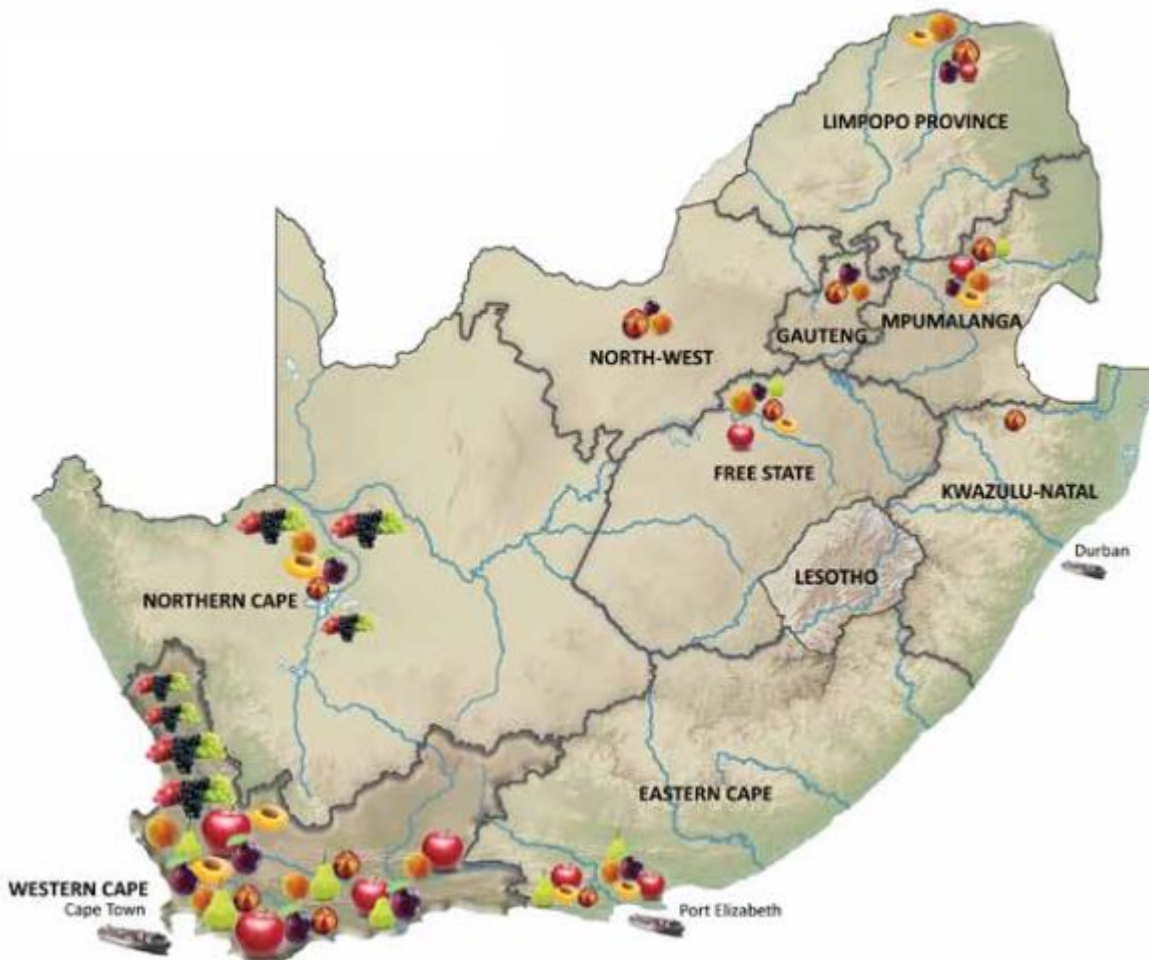 LIMPOPO PROVINCE
MPUMALANGA
GAUTENG
NORTH-WEST
FREE STATE
KWAZULU-NATAL
Durban
LESOTHO
NORTHERN CAPE
EASTERN CAPE
WESTERN CAPE
Cape Town
Port Elizabeth